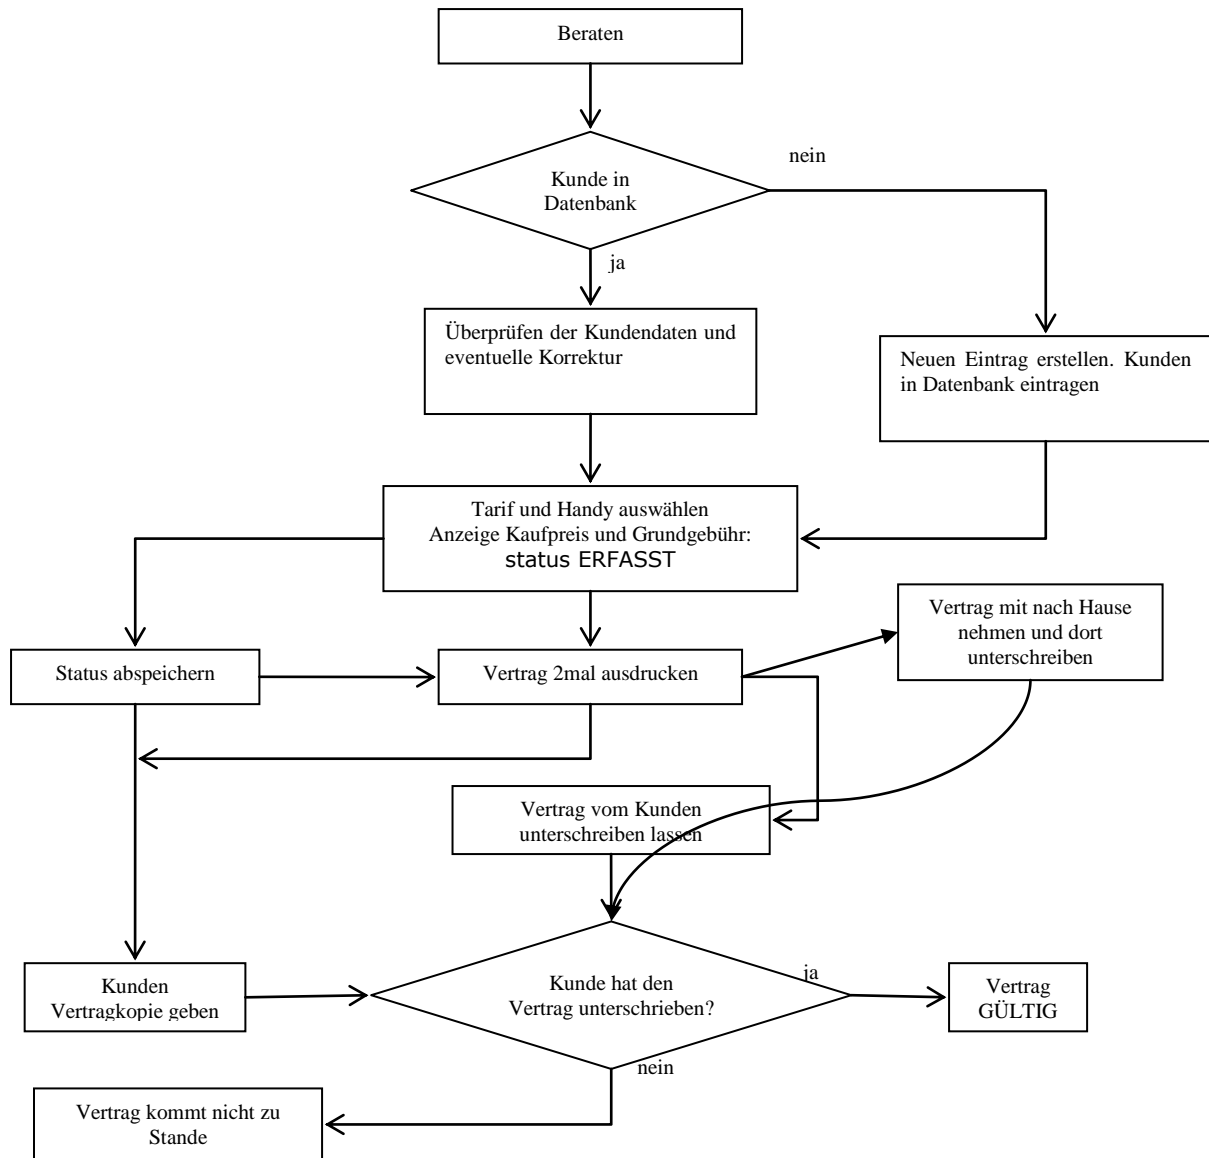 Beraten
nein
Kunde in
Datenbank
ja
Überprüfen der Kundendaten und
eventuelle Korrektur
Neuen Eintrag erstellen. Kunden
in Datenbank eintragen
Tarif und Handy auswählen
Anzeige Kaufpreis und Grundgebühr:
status ERFASST
Vertrag mit nach Hause
nehmen und dort
unterschreiben
Status abspeichern
Vertrag 2mal ausdrucken
Vertrag vom Kunden
unterschreiben lassen
Kunden
Vertragkopie geben
Kunde hat den
Vertrag unterschrieben?
ja
Vertrag
GÜLTIG
nein
Vertrag kommt nicht zu
Stande